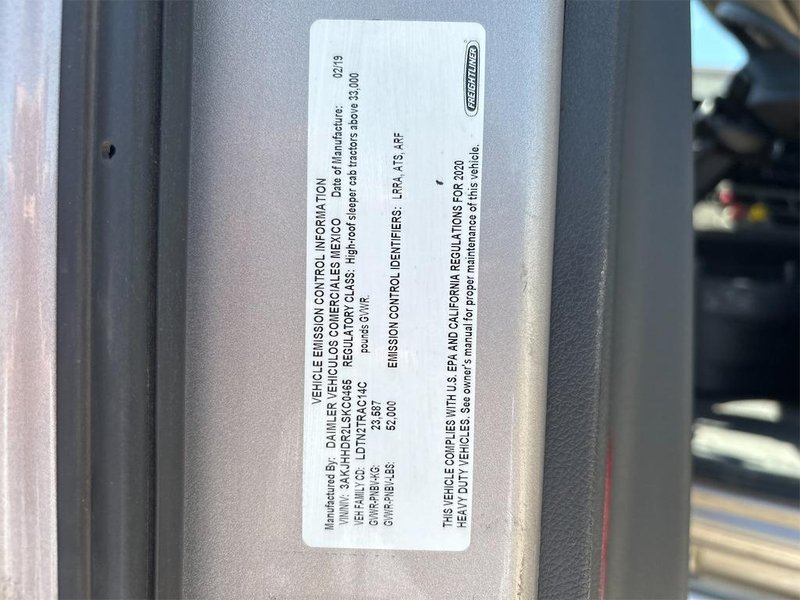 VEHICLE EMISSION CONTROL INFORMATION
Manufactured By: DAIMLER VEHICULOS COMERCIALES MEXICO Date of Manufacture: 02/19
VIN/NIV: 3AKJHHDR2LSKC0465 REGULATORY CLASS: High-roof sleeper cab tractors above 33,000
VEH FAMILY CD: LDTN2TRAC14C pounds GVWR.
GVWR-PNBV-KG: 23,587
GVWR-PNBV-LBS: 52,000 EMISSION CONTROL IDENTIFIERS: LRRA, ATS, ARF
THIS VEHICLE COMPLIES WITH U.S. EPA AND CALIFORNIA REGULATIONS FOR 2020
HEAVY DUTY VEHICLES. See owner's manual for proper maintenance of this vehicle.
FREIGHTLINER